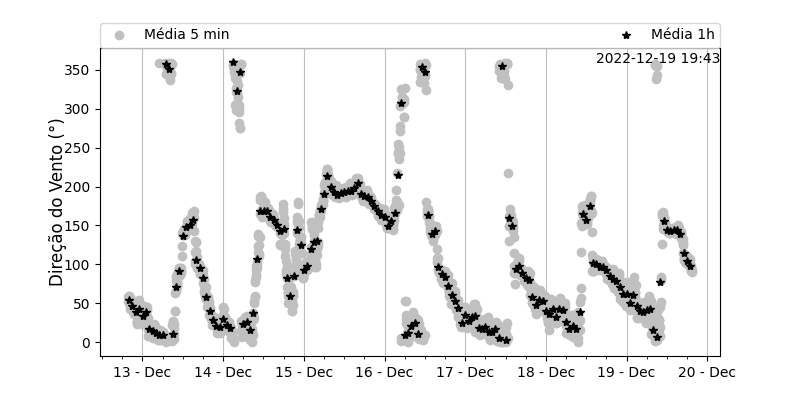 Média 5 min
Média 1h
2022-12-19 19:43
Direção do Vento (°)
350
300
250
200
150
100
50
0
13 - Dec
14 - Dec
15 - Dec
16 - Dec
17 - Dec
18 - Dec
19 - Dec
20 - Dec